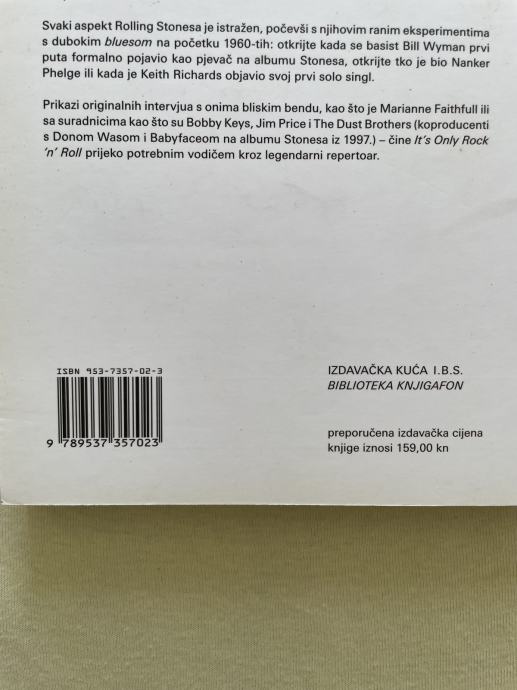 Svaki aspekt Rolling Stonesa je istražen, počevši s njihovim ranim eksperimentima
s dubokim bluesom na početku 1960-tih: otkrijte kada se basist Bill Wyman prvi
puta formalno pojavio kao pjevač na albumu Stonesa, otkrijte tko je bio Nanker
Phelge ili kada je Keith Richards objavio svoj prvi solo singl.
Prikazi originalnih intervjua s onima bliskim bendu, kao što je Marianne Faithfull ili
sa suradnicima kao što su Bobby Keys, Jim Price i The Dust Brothers (koproducenti
s Donom Wasom i Babyfaceom na albumu Stonesa iz 1997.) – čine It's Only Rock
'n' Roll prijeko potrebnim vodičem kroz legendarni repertoar.
ISBN 953-7357-02-3
9 789537 357023
IZDAVAČKA KUĆA I.B.S.
BIBLIOTEKA KNJIGAFON
preporučena izdavačka cijena
knjige iznosi 159,00 kn